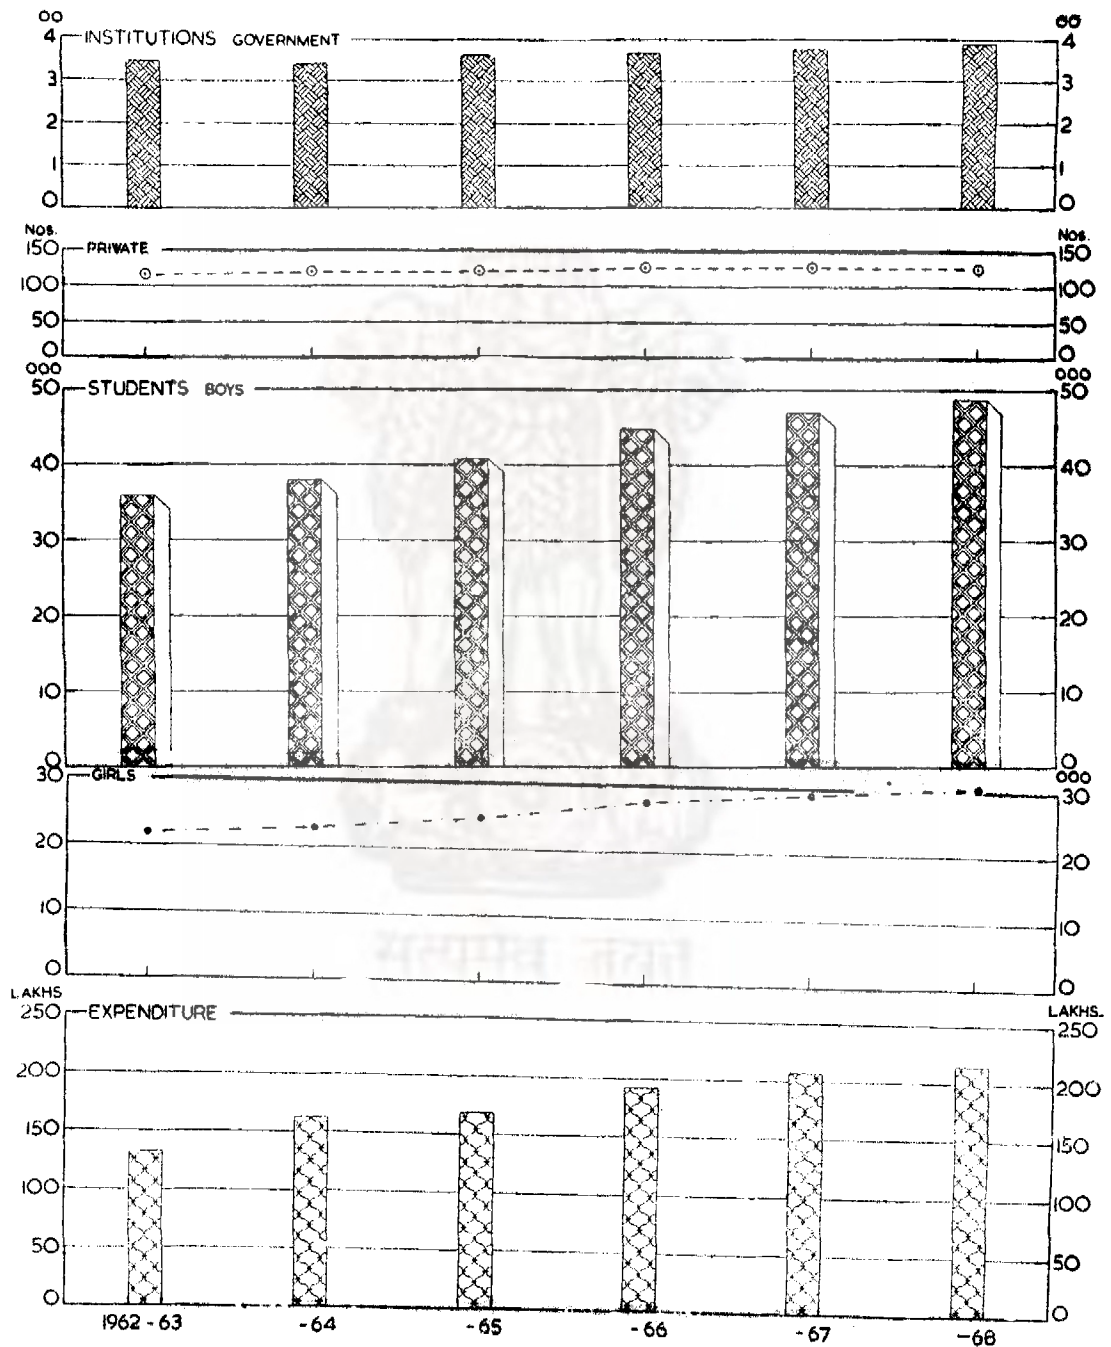 OO OO
4 INSTITUTIONS GOVERNMENT 4
3 3
2 2
1 1
0 0
Nos. Nos.
150 PRIVATE 150
100 100
50 50
0 0
000 000
50 STUDENTS BOYS 50
40 40
30 30
20 20
10 10
0 0
000
30 GIRLS 30
20 20
10 10
0 0
LAKHS LAKHS.
250 EXPENDITURE 250
200 200
150 150
100 100
50 50
0 0
1962-63 -64 -65 -66 -67 -68